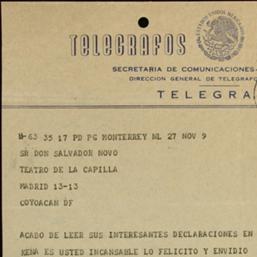 TELEGRAFOS
SECRETARIA DE COMUNICACIONES
DIRECCION GENERAL DE TELEGRAFO
TELEGRA
M-63 35 17 PD PG MONTERREY NL 27 NOV 9
SR DON SALVADOR NOVO
TEATRO DE LA CAPILLA
MADRID 13-13
COYOACAN DF
ACABO DE LEER SUS INTERESANTES DECLARACIONES EN
KENA ES USTED INCANSABLE LO FELICITO Y ENVIDIO